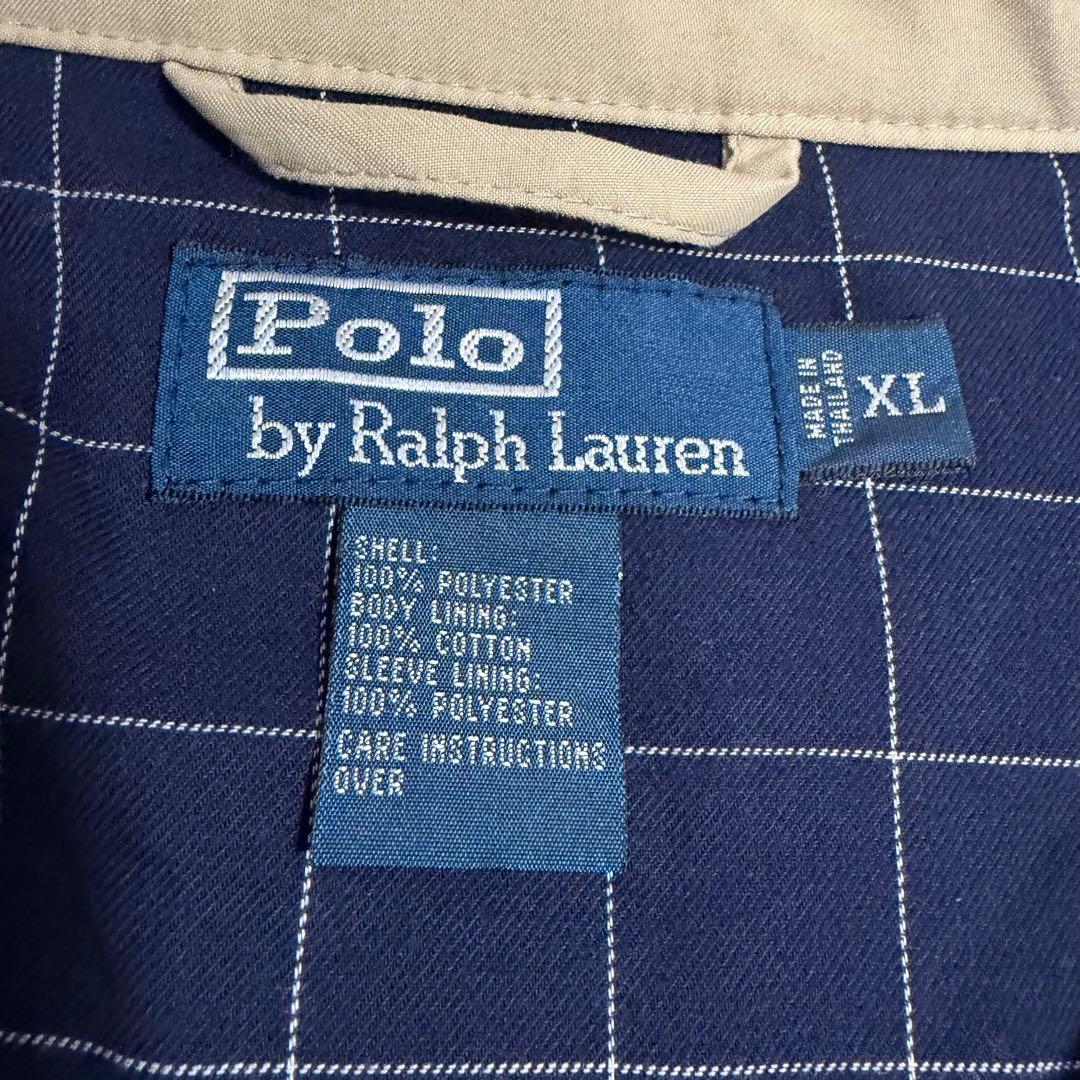 Polo
by Ralph Lauren
MADE IN
THAILAND
XL
SHELL:
100% POLYESTER
BODY LINING:
100% COTTON
SLEEVE LINING:
100% POLYESTER
CARE INSTRUCTIONS
OVER